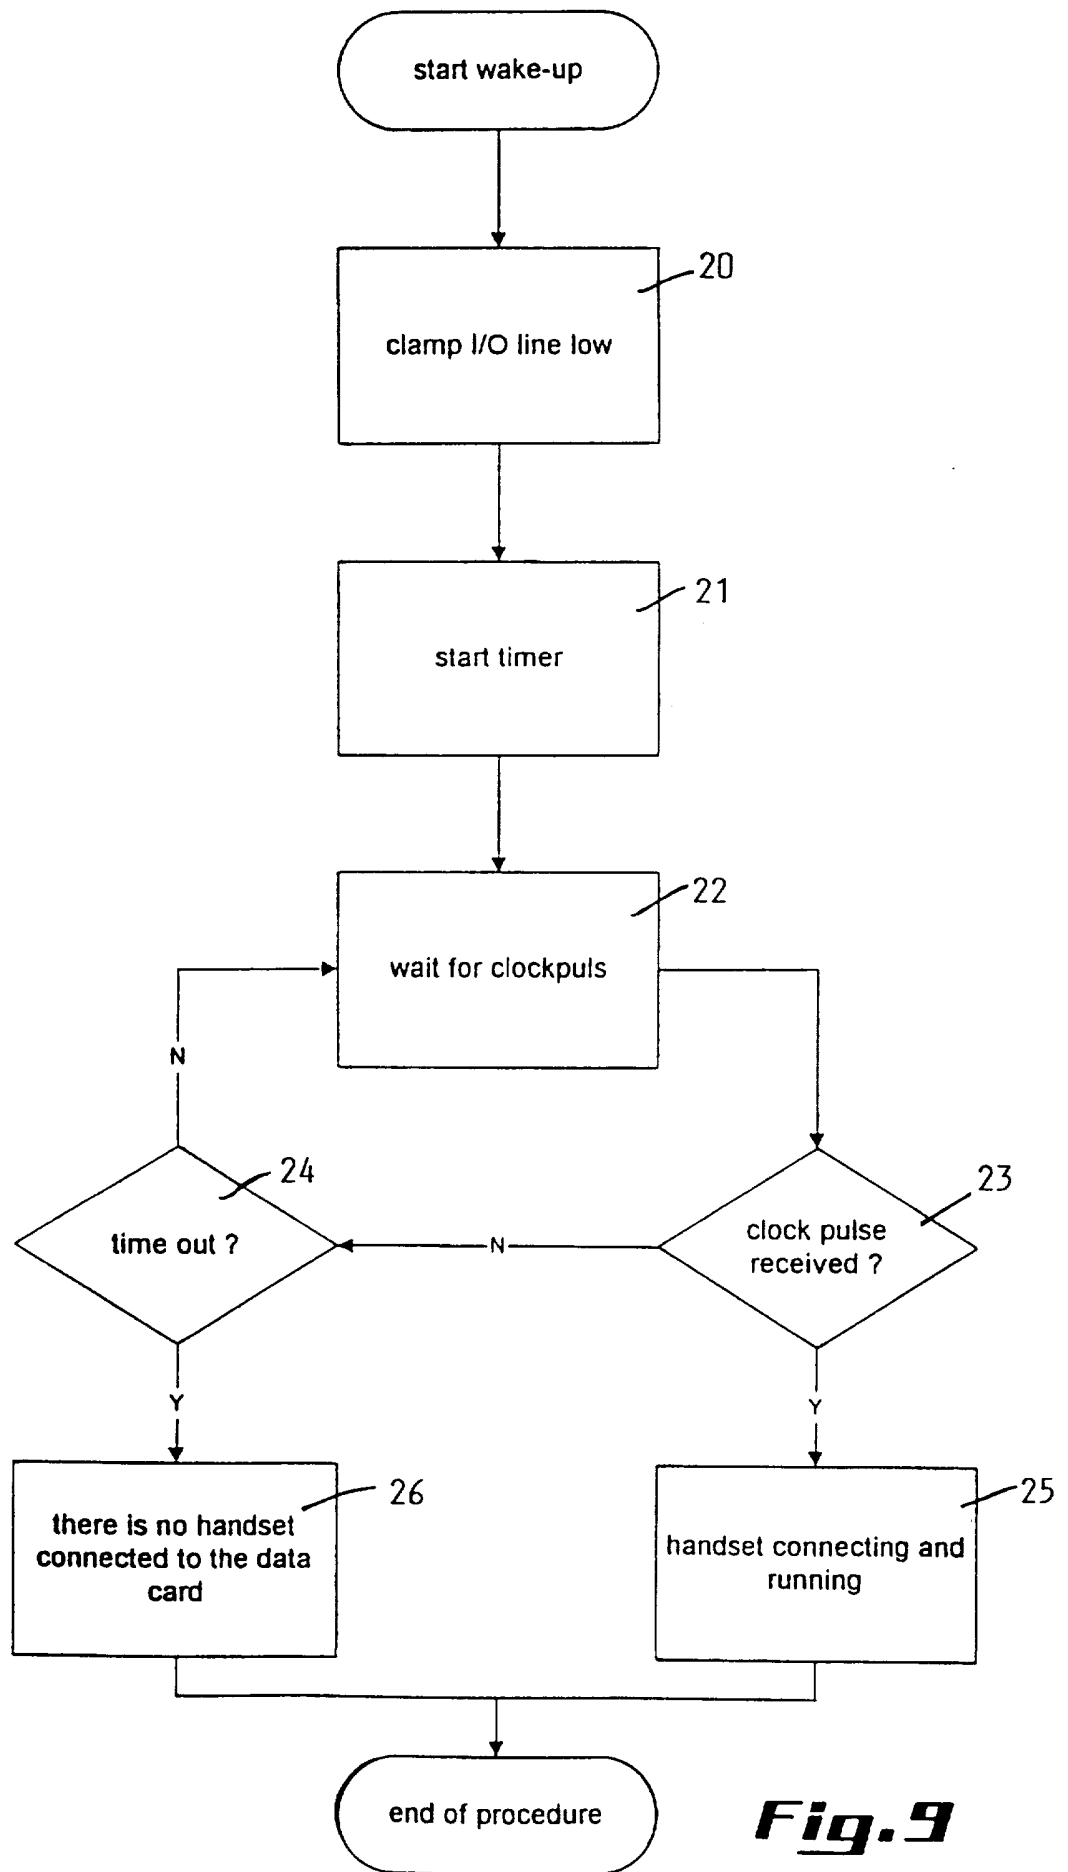 start wake-up
20
clamp I/O line low
21
start timer
22
wait for clockpuls
N
24
time out ?
N
23
clock pulse
received ?
Y
Y
26
there is no handset
connected to the data
card
25
handset connecting and
running
end of procedure
Fig.9